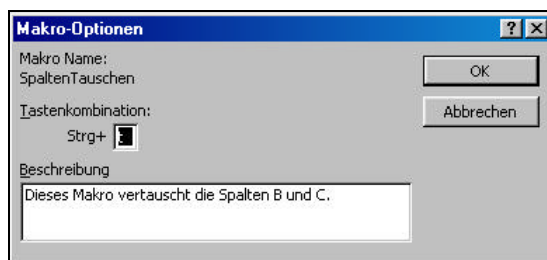 Makro-Optionen
Makro Name:
SpaltenTauschen
OK
Tastenkombination:
Abbrechen
Strg+
Beschreibung
Dieses Makro vertauscht die Spalten B und C.